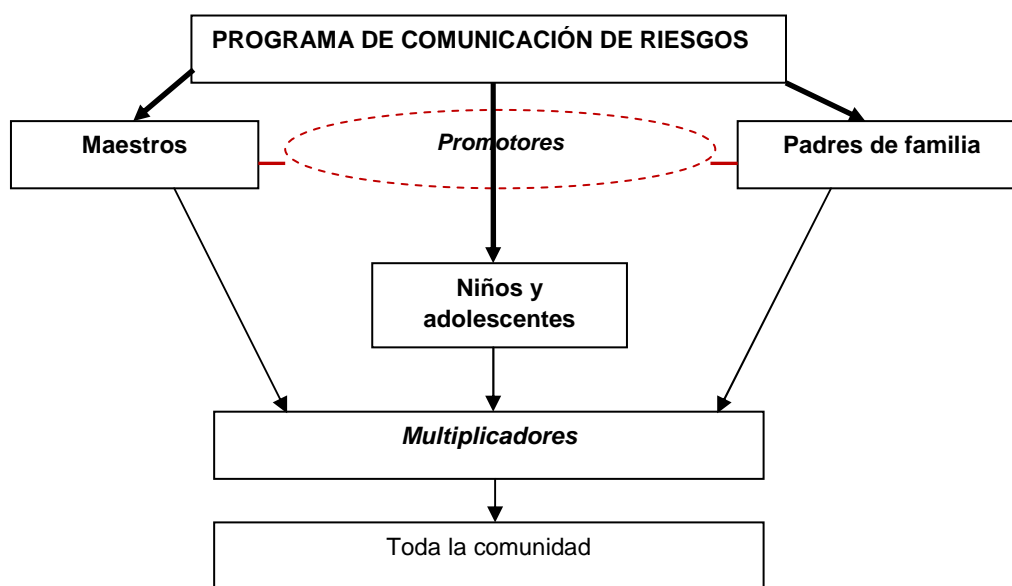 PROGRAMA DE COMUNICACIÓN DE RIESGOS
Maestros
Promotores
Padres de familia
Niños y
adolescentes
Multiplicadores
Toda la comunidad